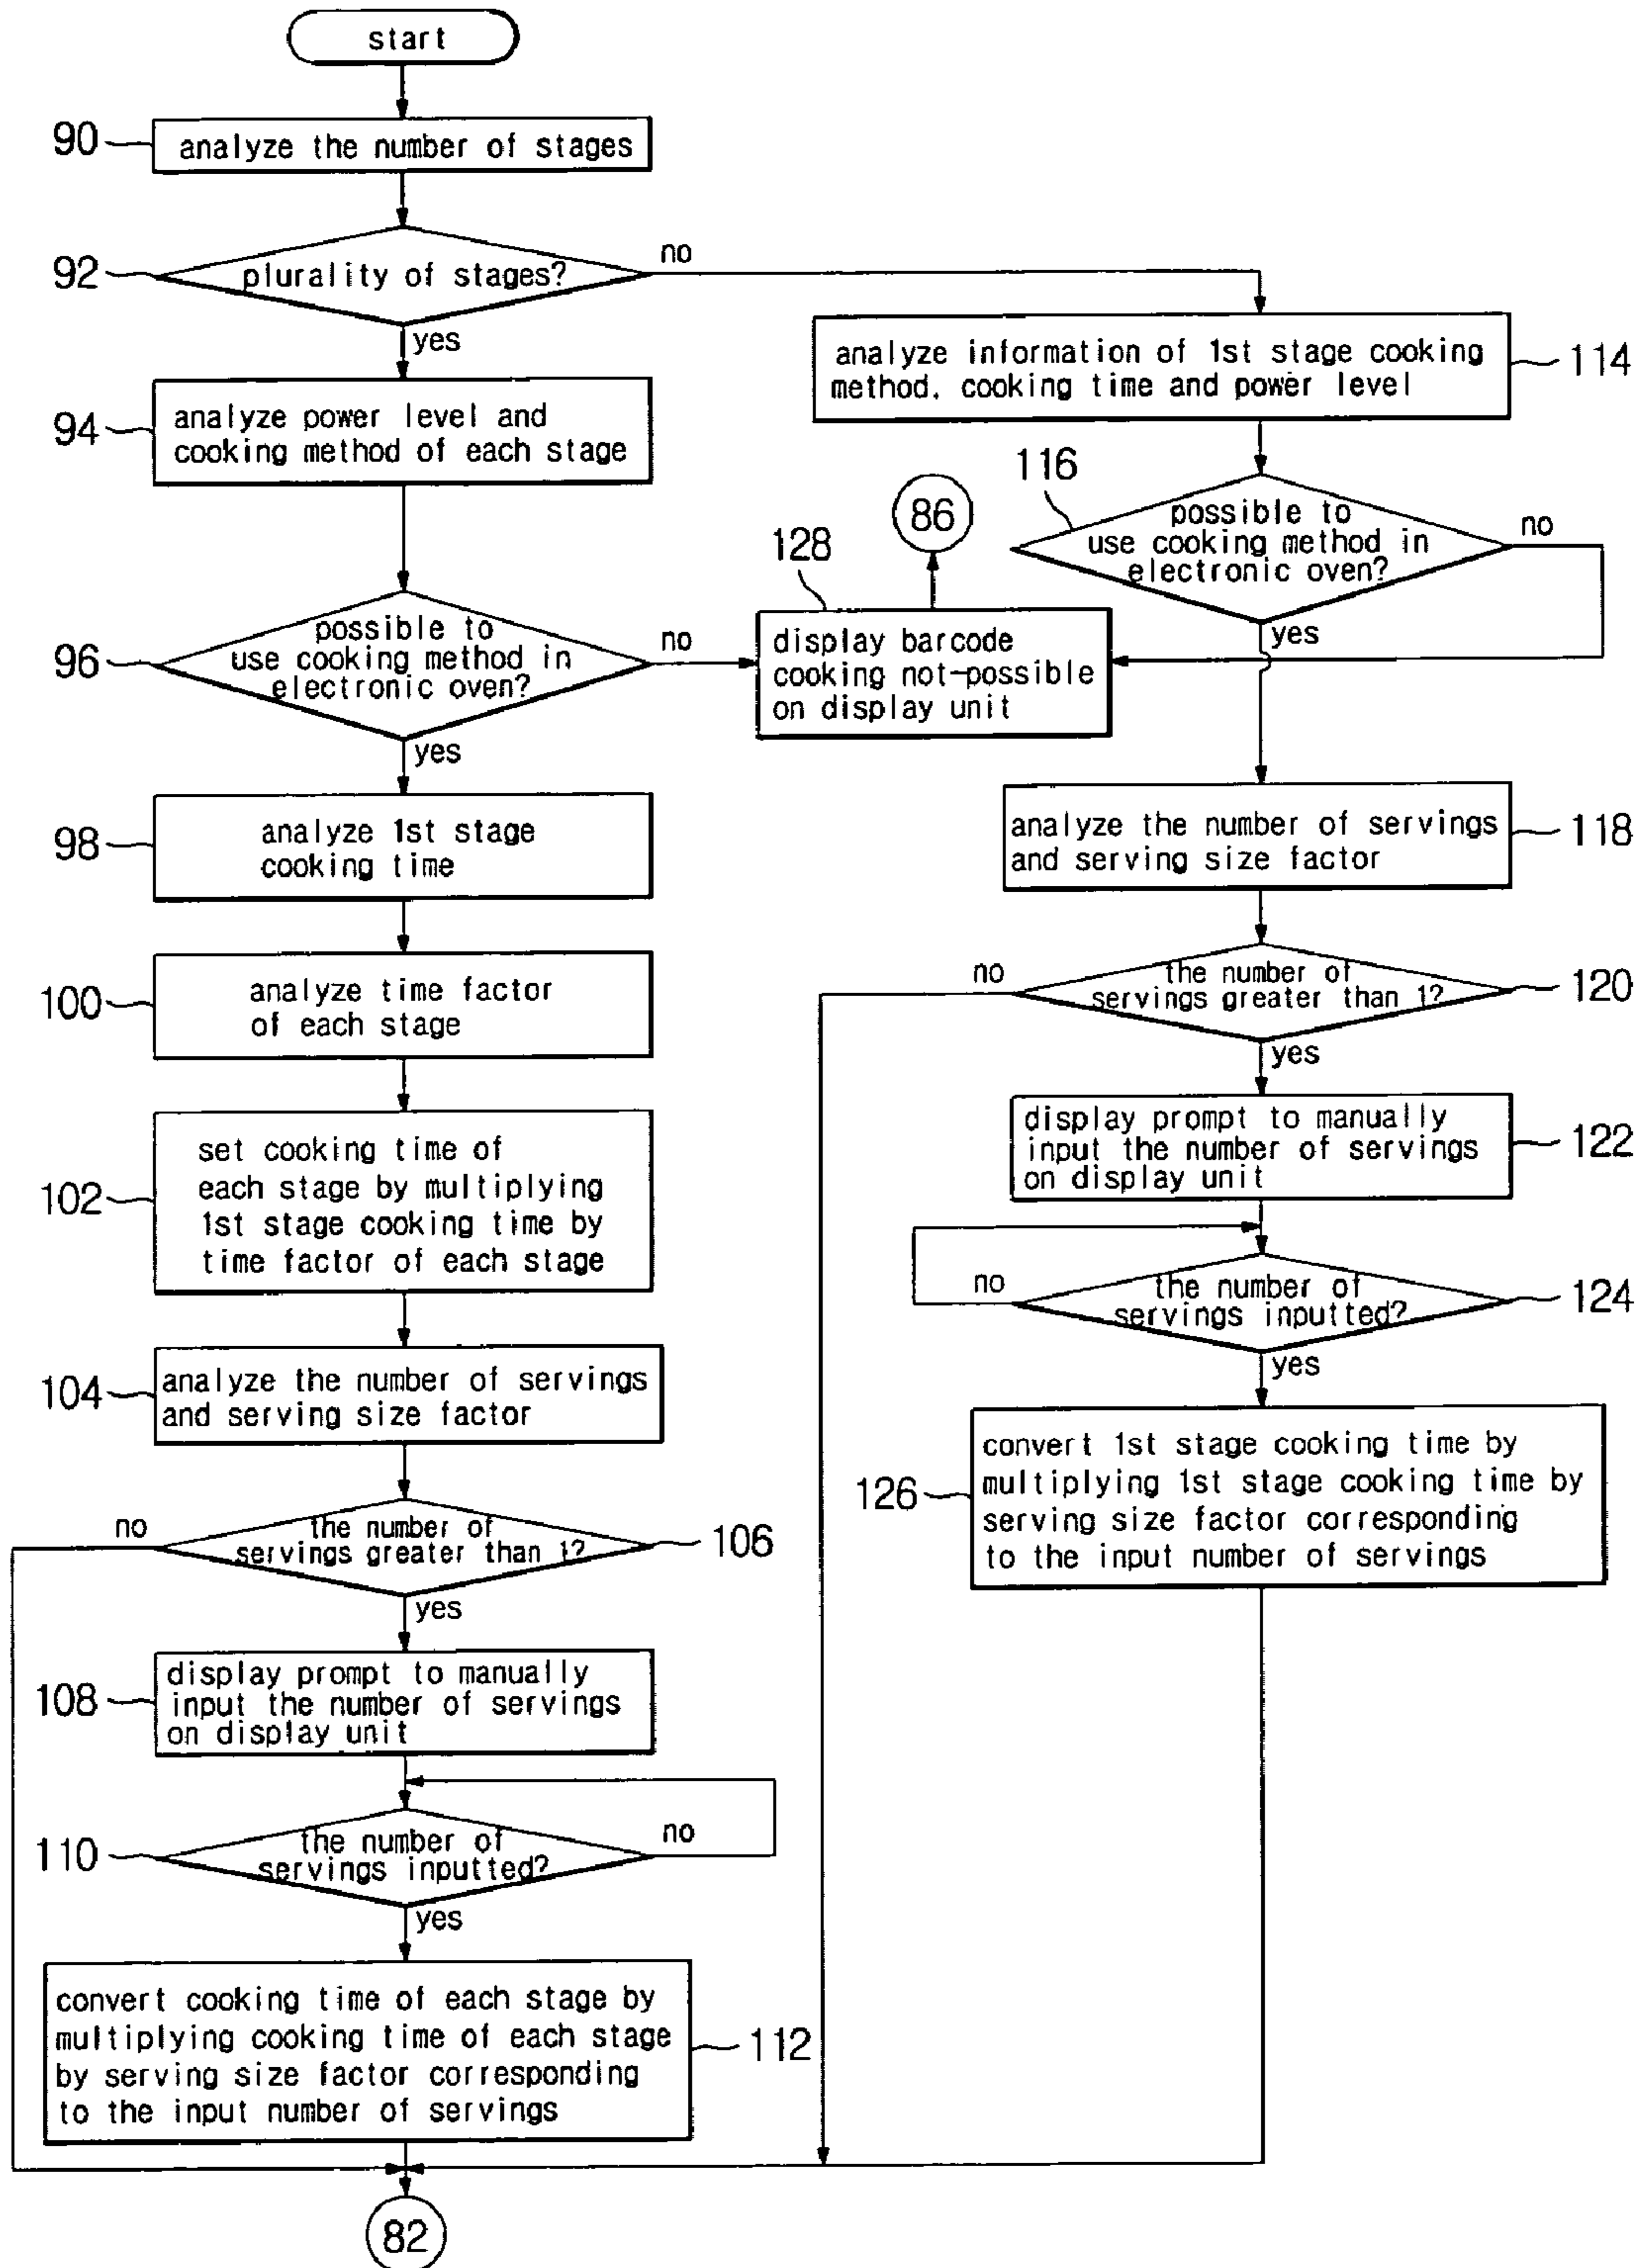 start
90
analyze the number of stages
92
plurality of stages?
no
yes
94
analyze power level and
cooking method of each stage
96
possible to
use cooking method in
electronic oven?
no
yes
98
analyze 1st stage
cooking time
100
analyze time factor
of each stage
102
set cooking time of
each stage by multiplying
1st stage cooking time by
time factor of each stage
104
analyze the number of servings
and serving size factor
no
the number of
servings greater than 1?
106
yes
108
display prompt to manually
input the number of servings
on display unit
110
the number of
servings inputted?
no
yes
convert cooking time of each stage by
multiplying cooking time of each stage
by serving size factor corresponding
to the input number of servings
112
82
analyze information of 1st stage cooking
method, cooking time and power level
114
116
possible to
use cooking method in
electronic oven?
no
yes
86
128
display barcode
cooking not-possible
on display unit
analyze the number of servings
and serving size factor
118
no
the number of
servings greater than 1?
120
yes
display prompt to manually
input the number of servings
on display unit
122
no
the number of
servings inputted?
124
yes
126
convert 1st stage cooking time by
multiplying 1st stage cooking time by
serving size factor corresponding
to the input number of servings